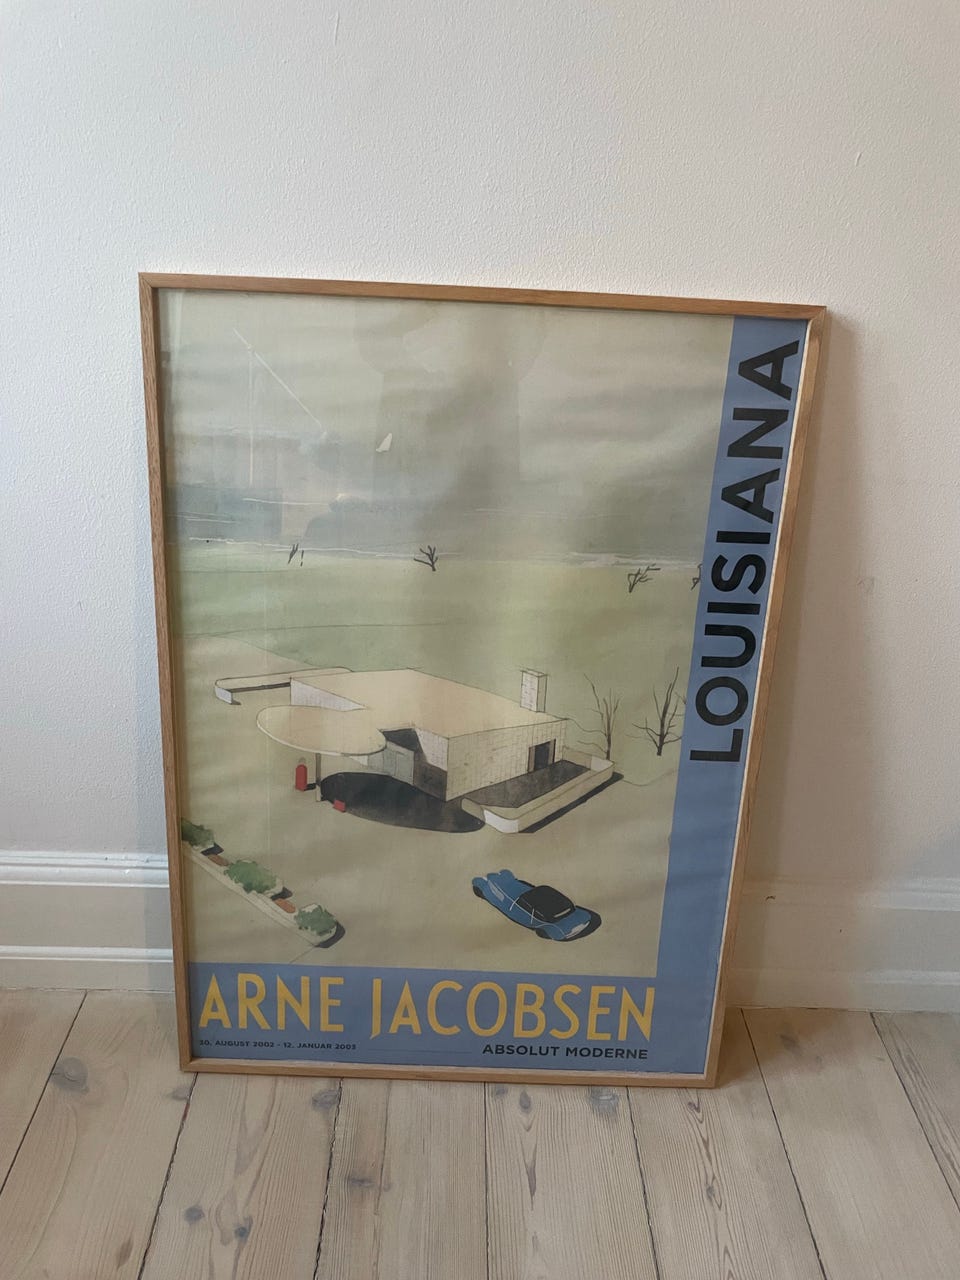 LOUISIANA
ARNE JACOBSEN
30. AUGUST 2002 - 12. JANUAR 2003
ABSOLUT MODERNE